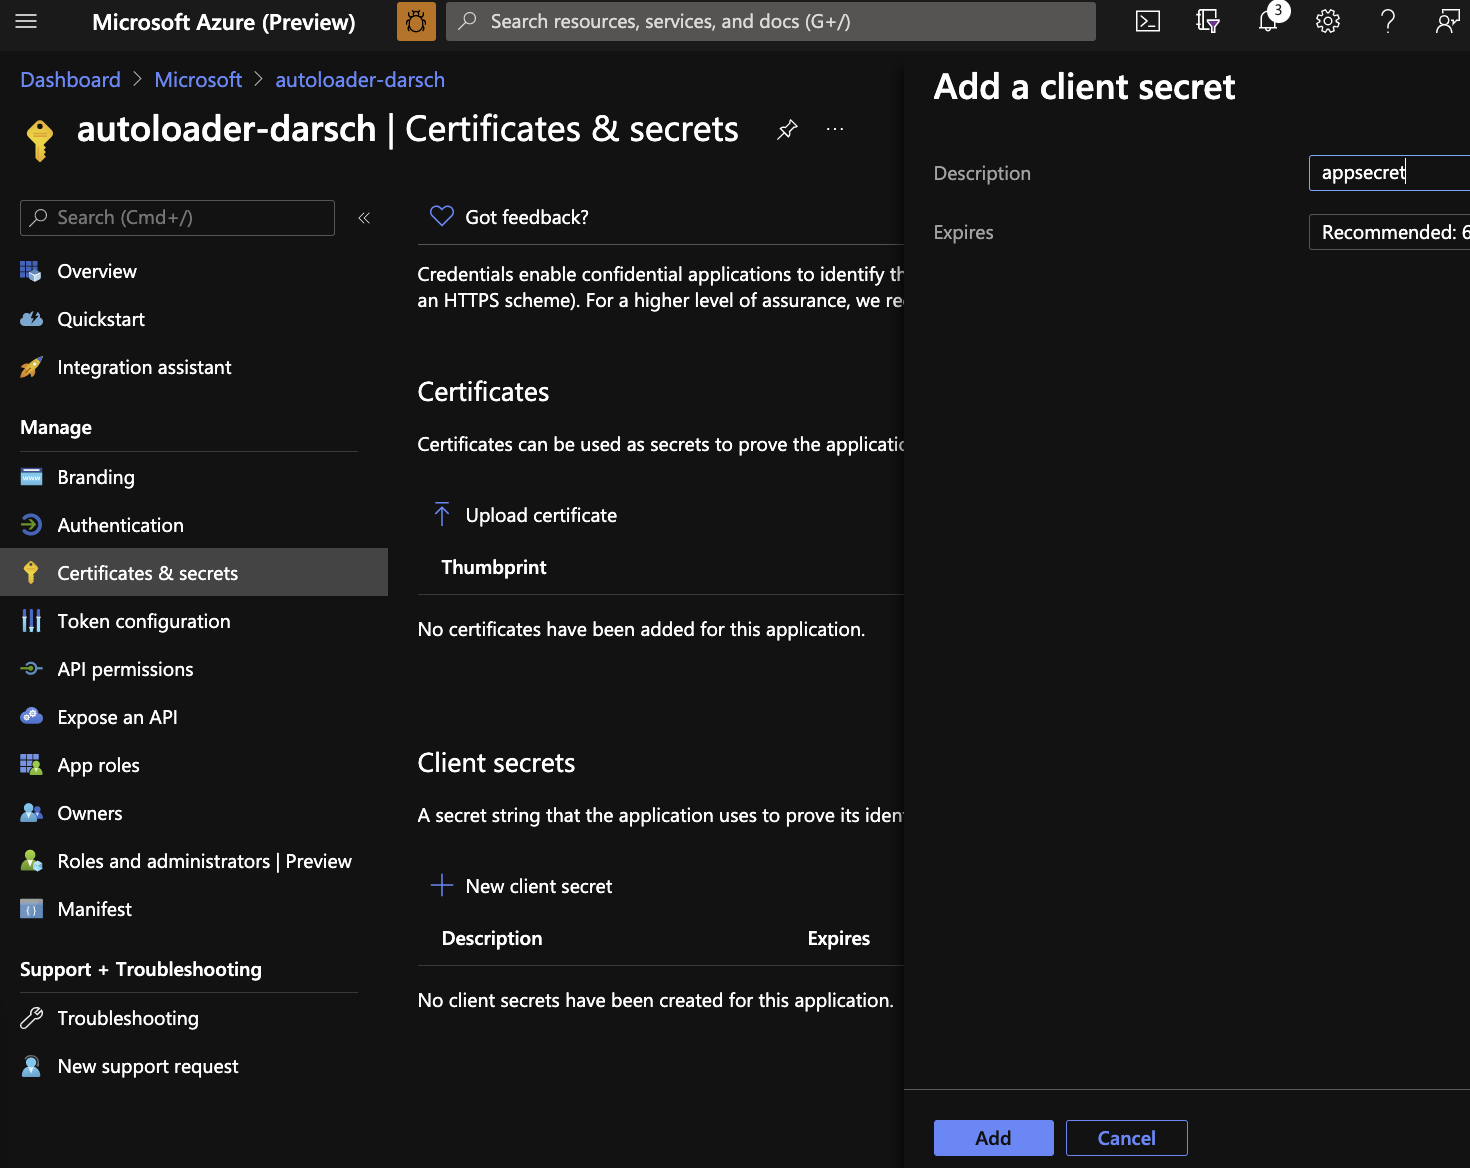 Microsoft Azure (Preview)
Search resources, services, and docs (G+/)
3
Dashboard > Microsoft > autoloader-darsch
autoloader-darsch | Certificates & secrets
Search (Cmd+/)
Overview
Quickstart
Integration assistant
Manage
Branding
Authentication
Certificates & secrets
Token configuration
API permissions
Expose an API
App roles
Owners
Roles and administrators | Preview
Manifest
Support + Troubleshooting
Troubleshooting
New support request
Got feedback?
Credentials enable confidential applications to identify th
an HTTPS scheme). For a higher level of assurance, we re
Certificates
Certificates can be used as secrets to prove the applicatio
Upload certificate
Thumbprint
No certificates have been added for this application.
Client secrets
A secret string that the application uses to prove its iden
New client secret
Description Expires
No client secrets have been created for this application.
Add a client secret
Description appsecret
Expires Recommended: 6
Add Cancel